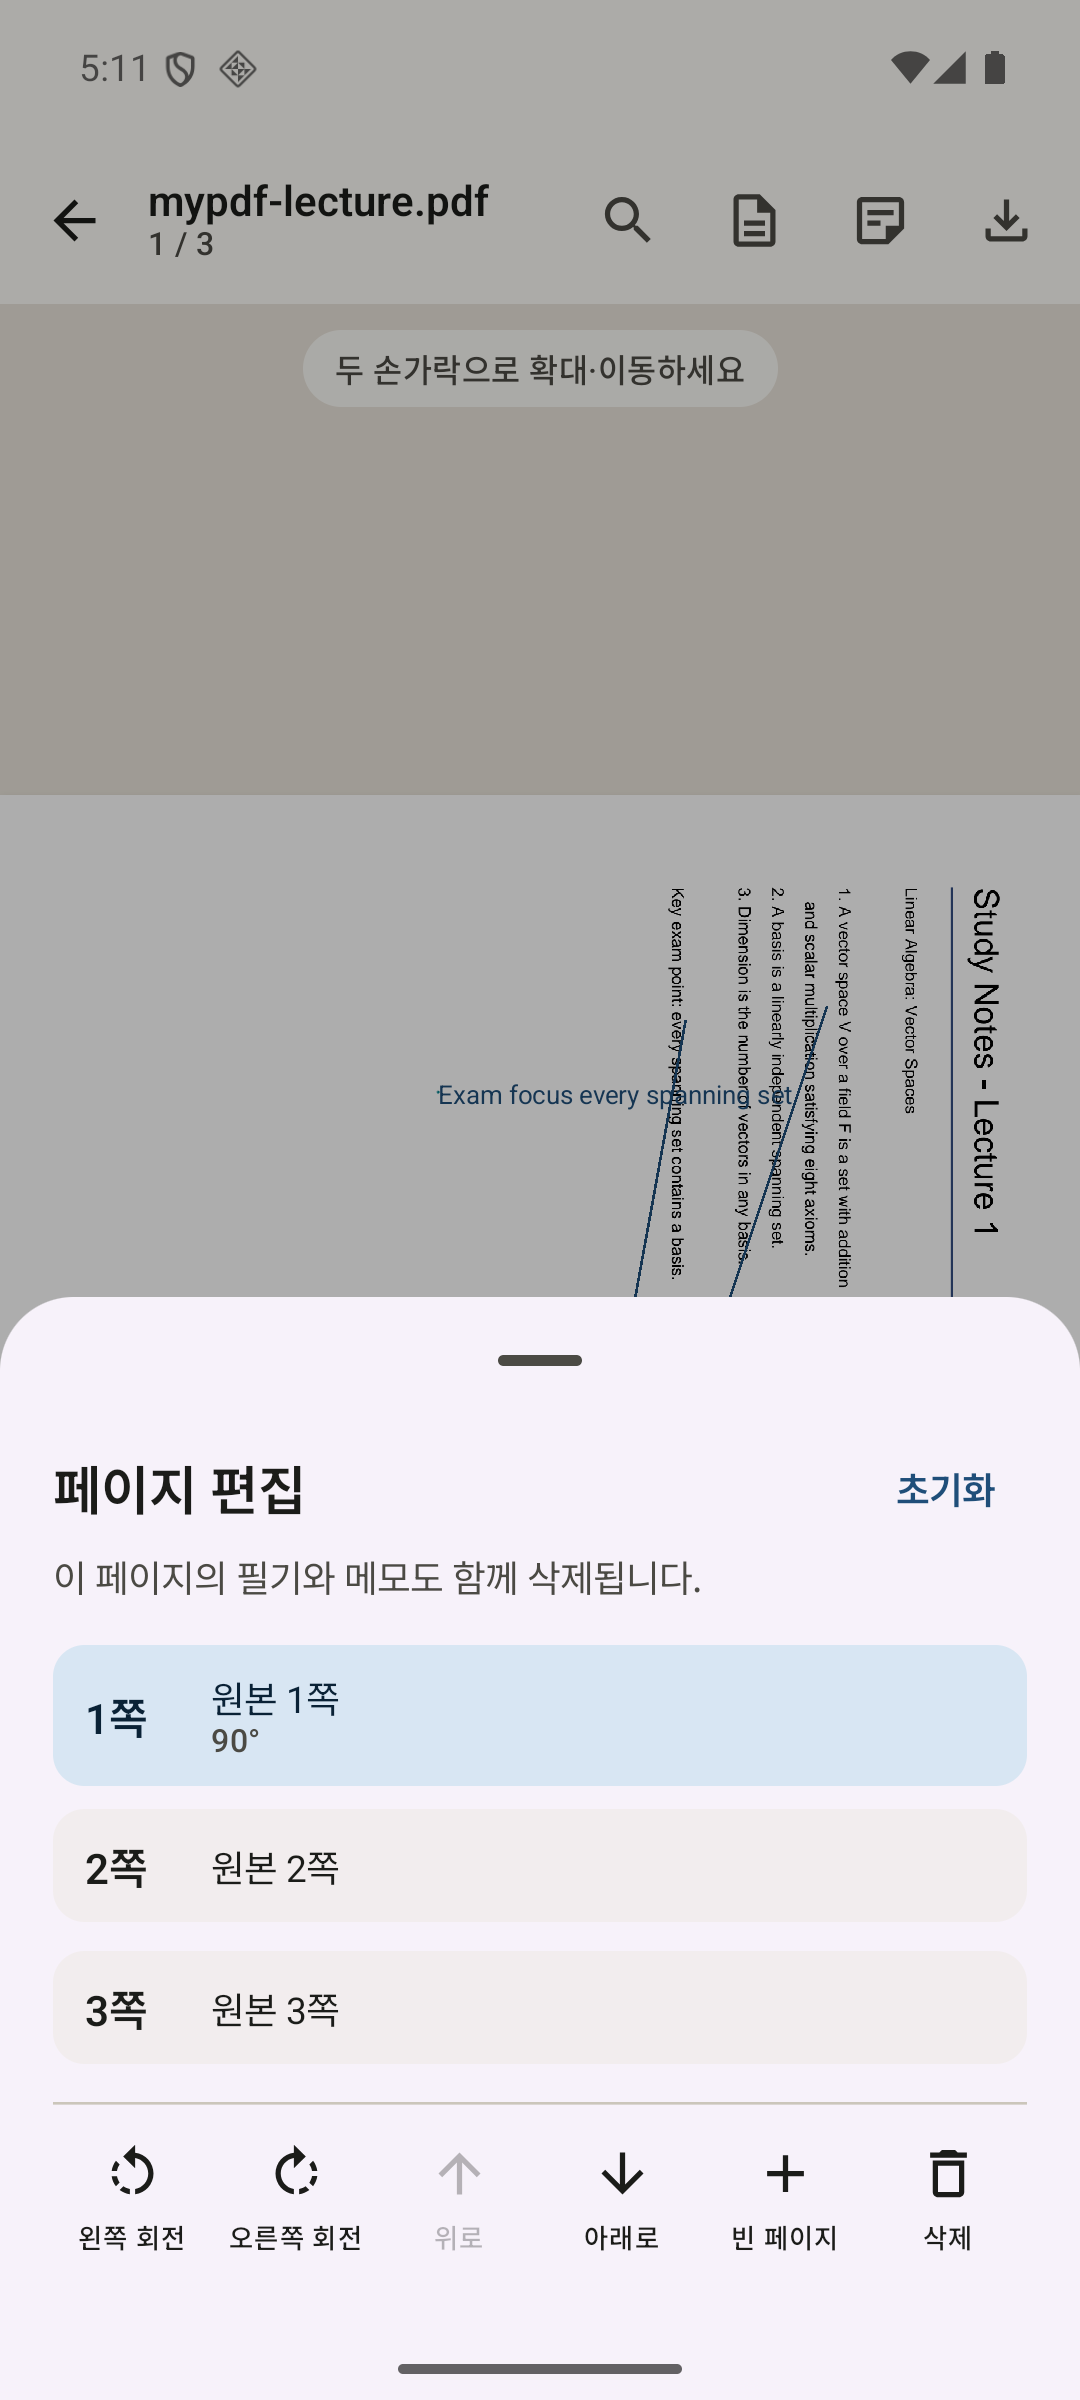 5:11
mypdf-lecture.pdf
1 / 3
두 손가락으로 확대·이동하세요
Study Notes - Lecture 1
Linear Algebra: Vector Spaces
1. A vector space V over a field F is a set with addition
and scalar multiplication satisfying eight axioms.
2. A basis is a linearly independent spanning set.
3. Dimension is the number of vectors in any basis.
Key exam point: every spanning set contains a basis.
Exam focus every spanning set
페이지 편집
초기화
이 페이지의 필기와 메모도 함께 삭제됩니다.
1쪽
원본 1쪽
90°
2쪽
원본 2쪽
3쪽
원본 3쪽
왼쪽 회전
오른쪽 회전
위로
아래로
빈 페이지
삭제